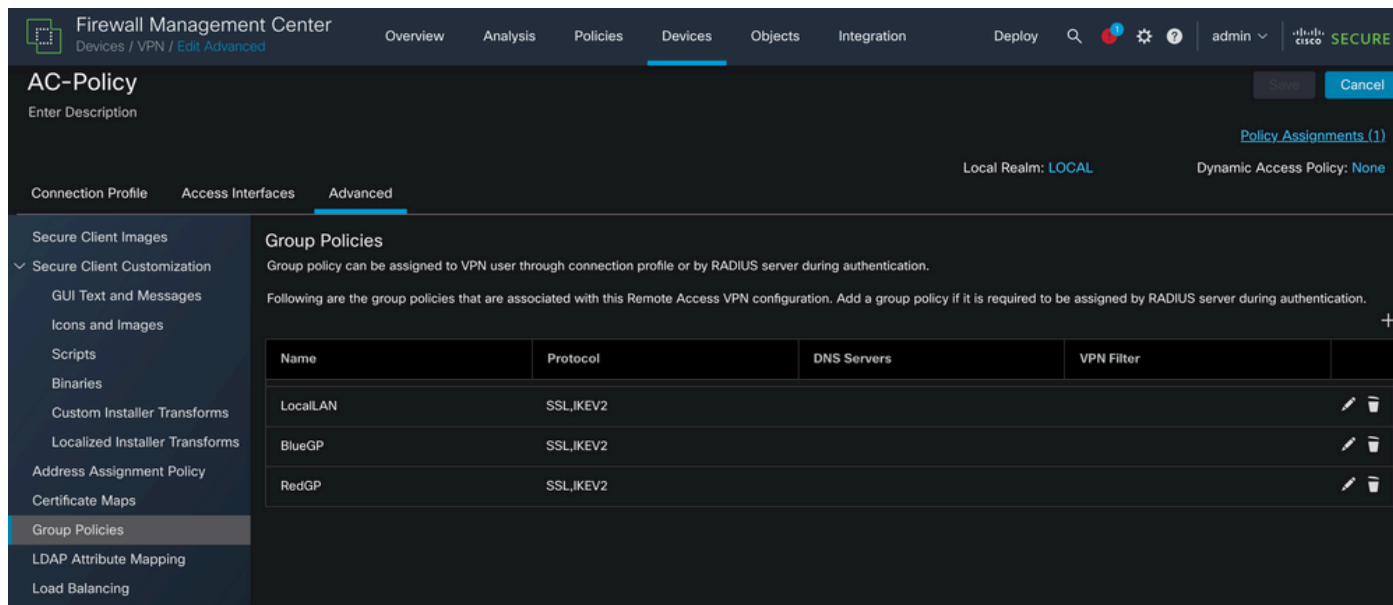 Firewall Management Center
Devices / VPN / Edit Advanced
Overview Analysis Policies Devices Objects Integration Deploy 1 ? admin cisco SECURE
AC-Policy
Save Cancel
Enter Description
Policy Assignments (1)
Local Realm: LOCAL Dynamic Access Policy: None
Connection Profile Access Interfaces Advanced
Secure Client Images
Secure Client Customization
GUI Text and Messages
Icons and Images
Scripts
Binaries
Custom Installer Transforms
Localized Installer Transforms
Address Assignment Policy
Certificate Maps
Group Policies
LDAP Attribute Mapping
Load Balancing
Group Policies
Group policy can be assigned to VPN user through connection profile or by RADIUS server during authentication.
Following are the group policies that are associated with this Remote Access VPN configuration. Add a group policy if it is required to be assigned by RADIUS server during authentication.
+
Name Protocol DNS Servers VPN Filter
LocalLAN SSL,IKEV2
BlueGP SSL,IKEV2
RedGP SSL,IKEV2